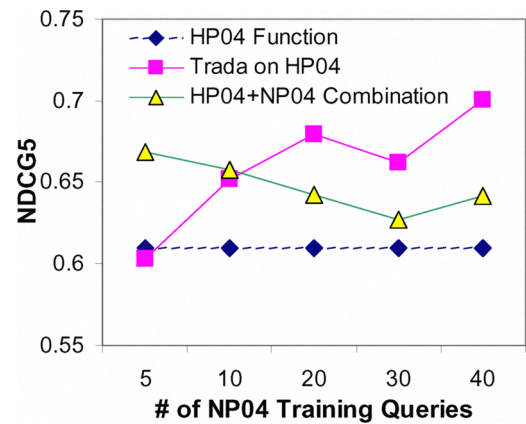 0.75
HP04 Function
Trada on HP04
HP04+NP04 Combination
0.7
0.65
0.6
0.55
NDCG5
5 10 20 30 40
# of NP04 Training Queries